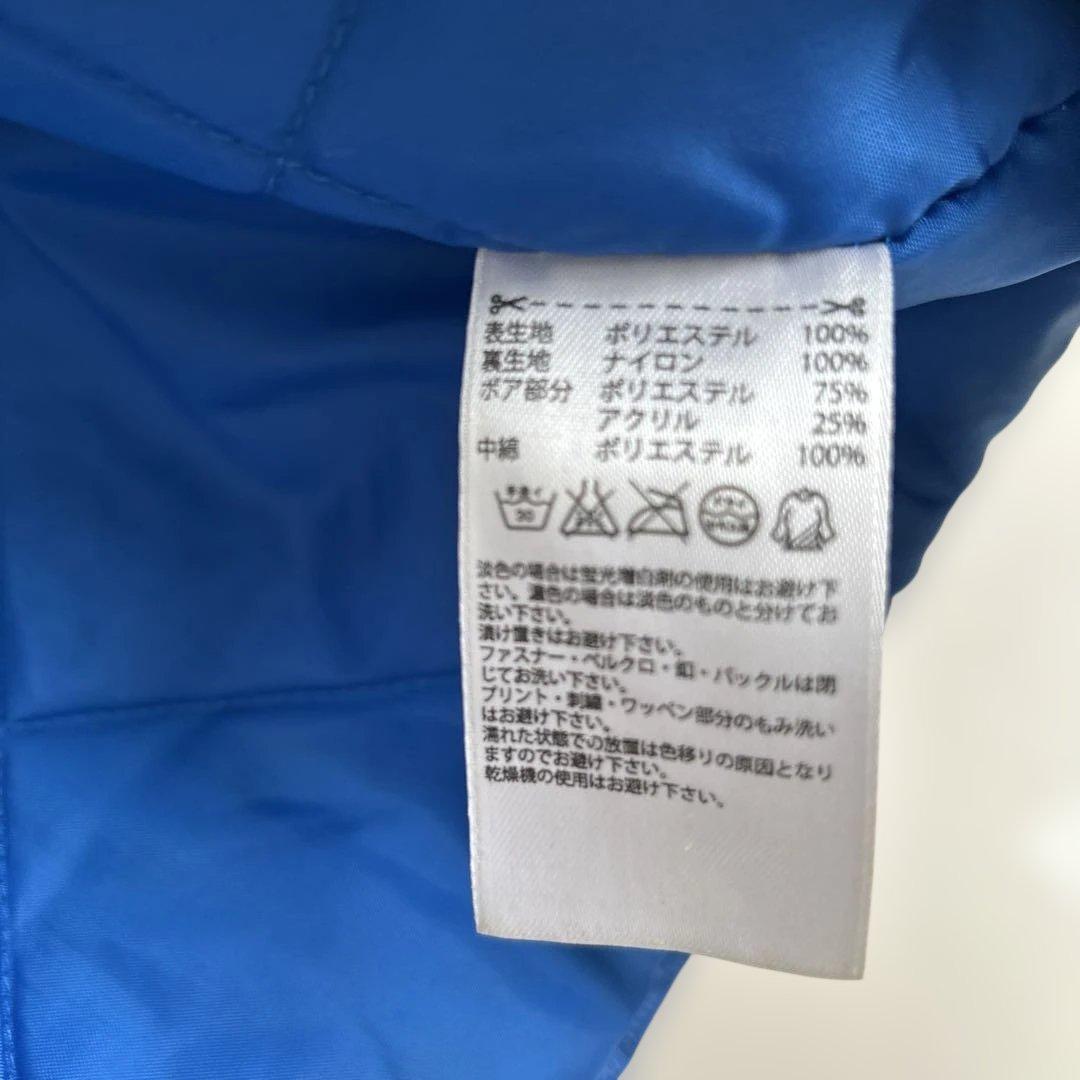 表生地 ポリエステル 100%
裏生地 ナイロン 100%
ボア部分 ポリエステル 75%
アクリル 25%
中綿 ポリエステル 100%
手洗イ
30
淡色の場合は蛍光増白剤の使用はお避け下
さい。濃色の場合は淡色のものと分けてお
洗い下さい。
漬け置きはお避け下さい。
ファスナー・ベルクロ・釦・バックルは閉
じてお洗い下さい。
プリント・刺繍・ワッペン部分のもみ洗い
はお避け下さい。
濡れた状態での放置は色移りの原因となり
ますのでお避け下さい。
乾燥機の使用はお避け下さい。